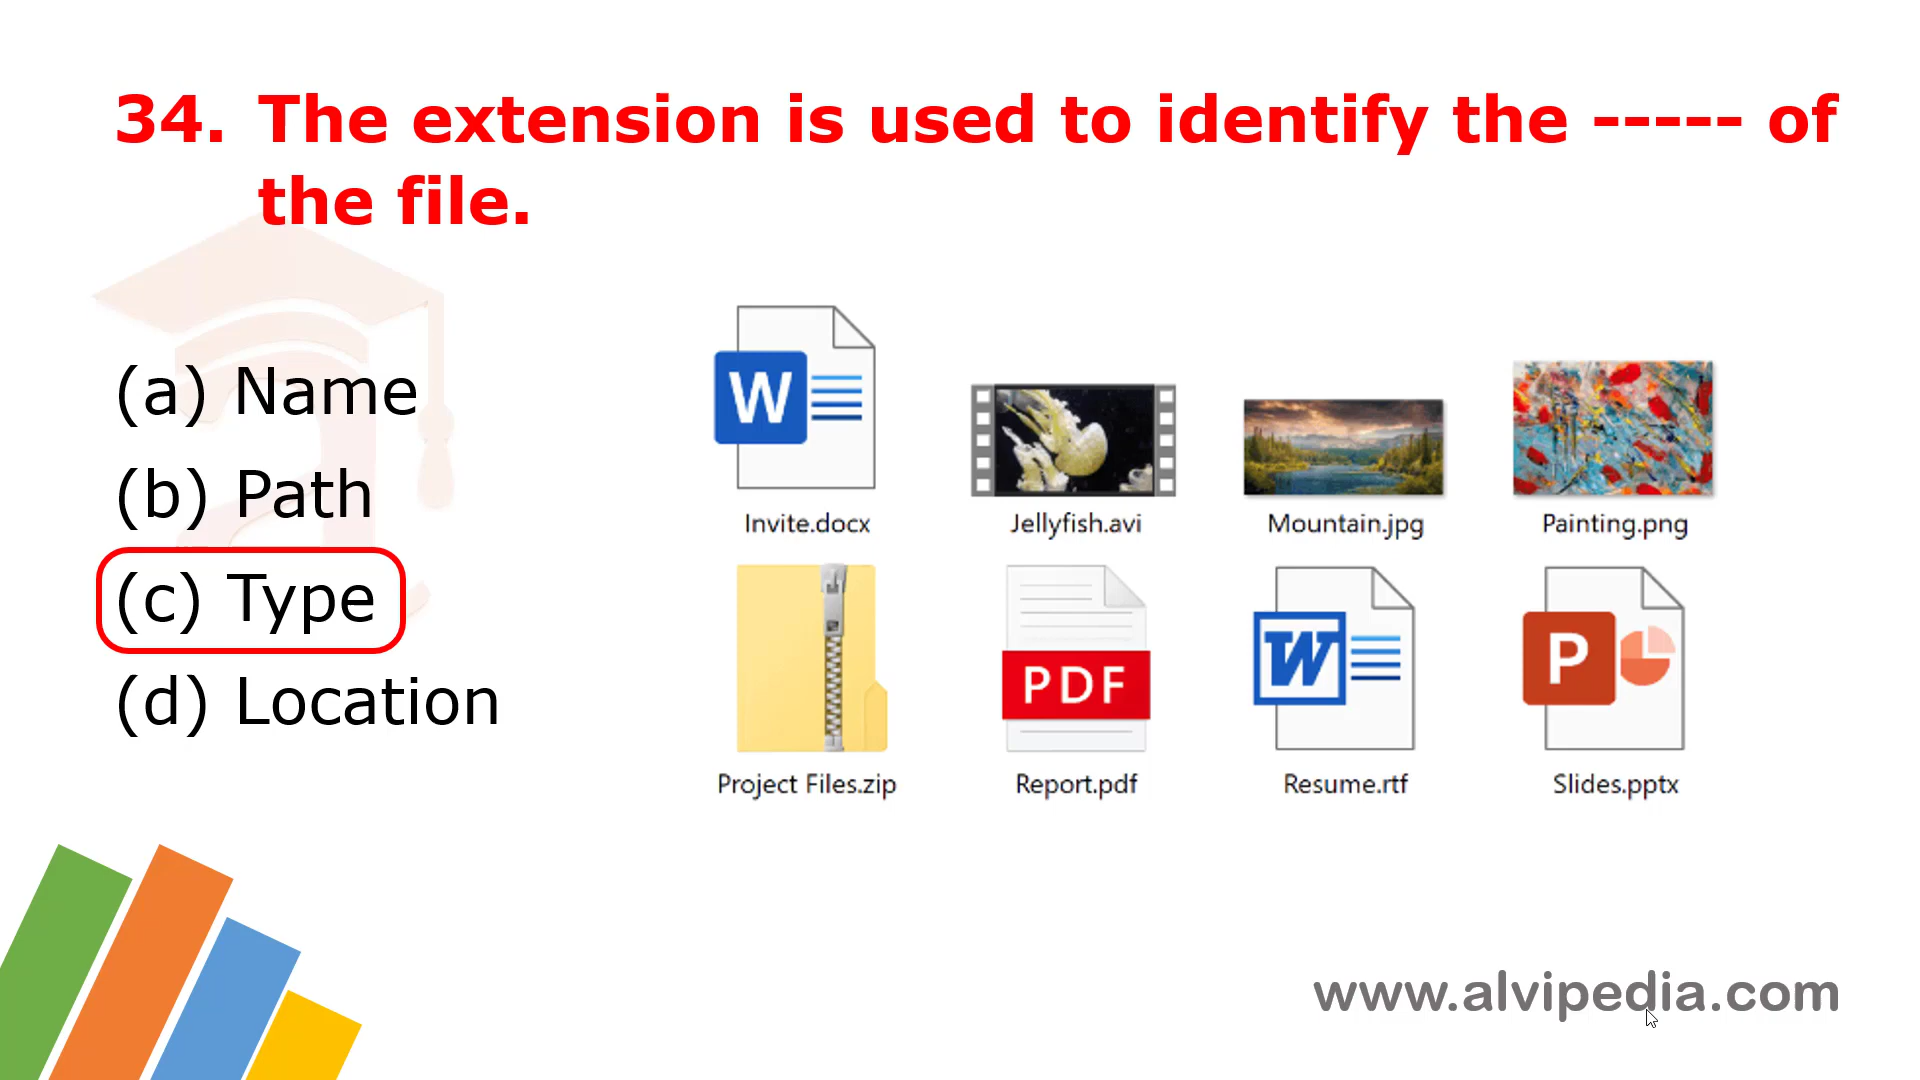 34. The extension is used to identify the ----- of
the file.
(a) Name
(b) Path
(c) Type
(d) Location
W
Invite.docx
Jellyfish.avi
Mountain.jpg
Painting.png
Project Files.zip
PDF
Report.pdf
W
Resume.rtf
P
Slides.pptx
www.alvipedia.com